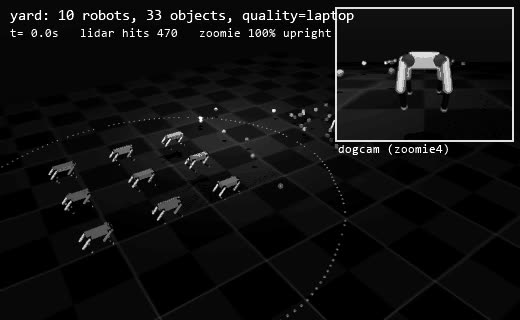 yard: 10 robots, 33 objects, quality=laptop
t= 0.0s   lidar hits 470   zoomie 100% upright
dogcam (zoomie4)